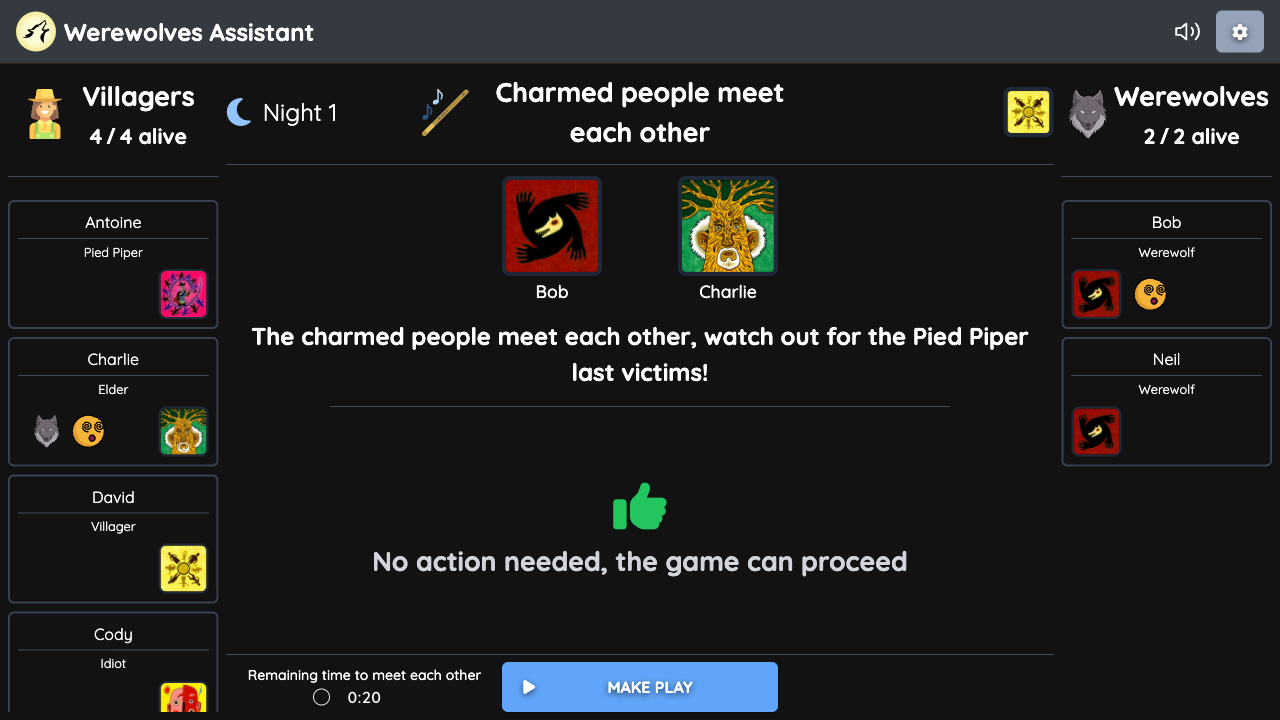 Werewolves Assistant
Villagers
4 / 4 alive
Night 1
Charmed people meet
each other
Werewolves
2 / 2 alive
Antoine
Pied Piper
Charlie
Elder
David
Villager
Cody
Idiot
Bob
Charlie
The charmed people meet each other, watch out for the Pied Piper
last victims!
No action needed, the game can proceed
Remaining time to meet each other
0:20
MAKE PLAY
Bob
Werewolf
Neil
Werewolf